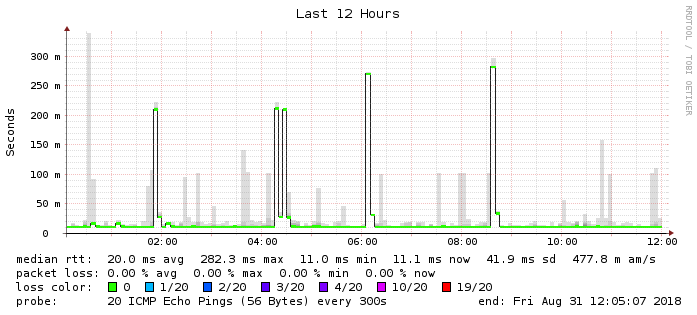 Last 12 Hours
RRDTOOL / TOBI OETIKER
Seconds
300 m
250 m
200 m
150 m
100 m
50 m
0
02:00 04:00 06:00 08:00 10:00 12:00
median rtt: 20.0 ms avg 282.3 ms max 11.0 ms min 11.1 ms now 41.9 ms sd 477.8 m am/s
packet loss: 0.00 % avg 0.00 % max 0.00 % min 0.00 % now
loss color: 0 1/20 2/20 3/20 4/20 10/20 19/20
probe: 20 ICMP Echo Pings (56 Bytes) every 300s end: Fri Aug 31 12:05:07 2018